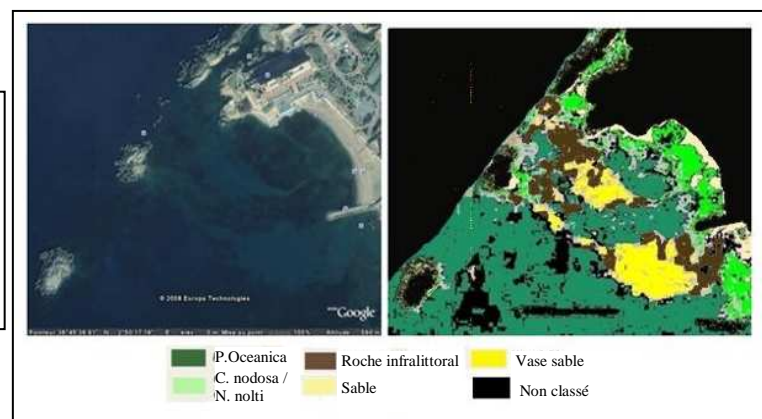 © 2008 Europa Technologies
Google
P.Oceanica
Roche infralittoral
Vase sable
C. nodosa /
N. nolti
Sable
Non classé